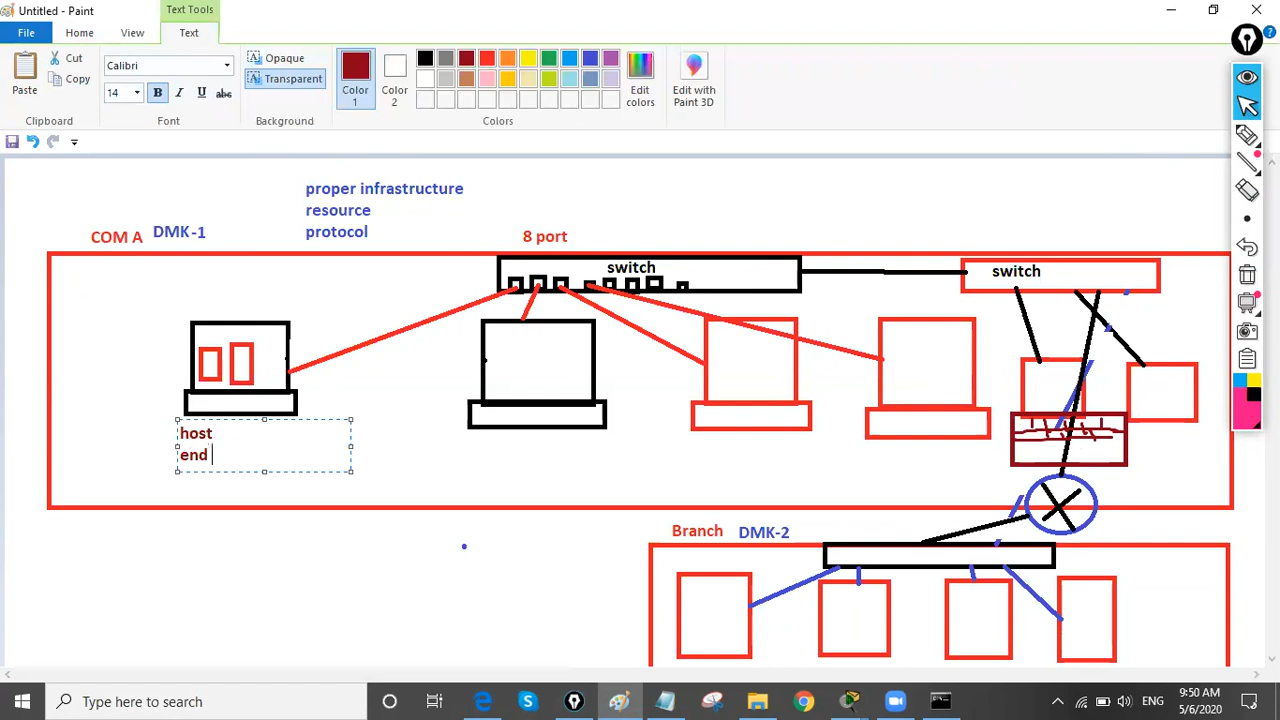 Untitled - Paint
Text Tools
File
Home
View
Text
Paste
Cut
Copy
Clipboard
Calibri
14
B
I
U
abc
Font
Opaque
Transparent
Background
Color 1
Color 2
Edit colors
Colors
Edit with Paint 3D
proper infrastructure
resource
protocol
COM A
DMK-1
8 port
switch
switch
host
end
Branch
DMK-2
Type here to search
ENG
9:50 AM
5/6/2020